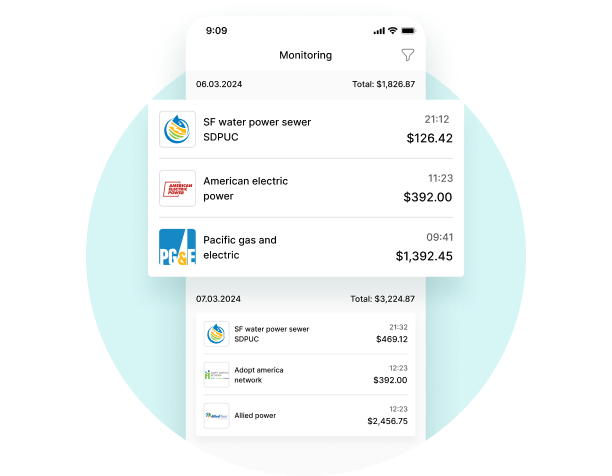 9:09
Monitoring
06.03.2024 Total: $1,826.87
SF water power sewer
SDPUC
21:12
$126.42
AMERICAN
ELECTRIC
POWER
American electric
power
11:23
$392.00
PG&E
Pacific gas and
electric
09:41
$1,392.45
07.03.2024 Total: $3,224.87
SF water power sewer
SDPUC
21:32
$469.12
Adopt america
network
12:23
$392.00
Allied
Allied power
12:23
$2,456.75